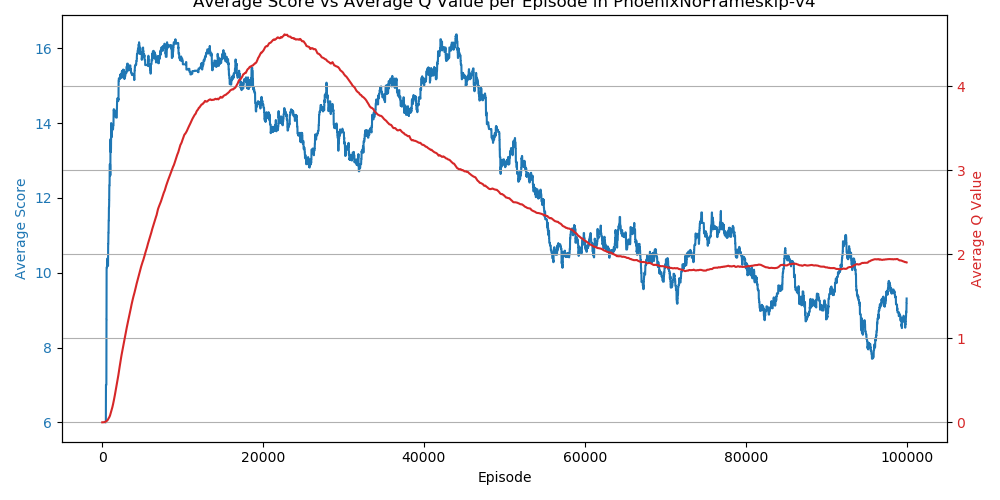 Average Score vs Average Q Value per Episode in PhoenixNoFrameskip-v4
16
14
12
10
8
6
Average Score
4
3
2
1
0
Average Q Value
0 20000 40000 60000 80000 100000
Episode